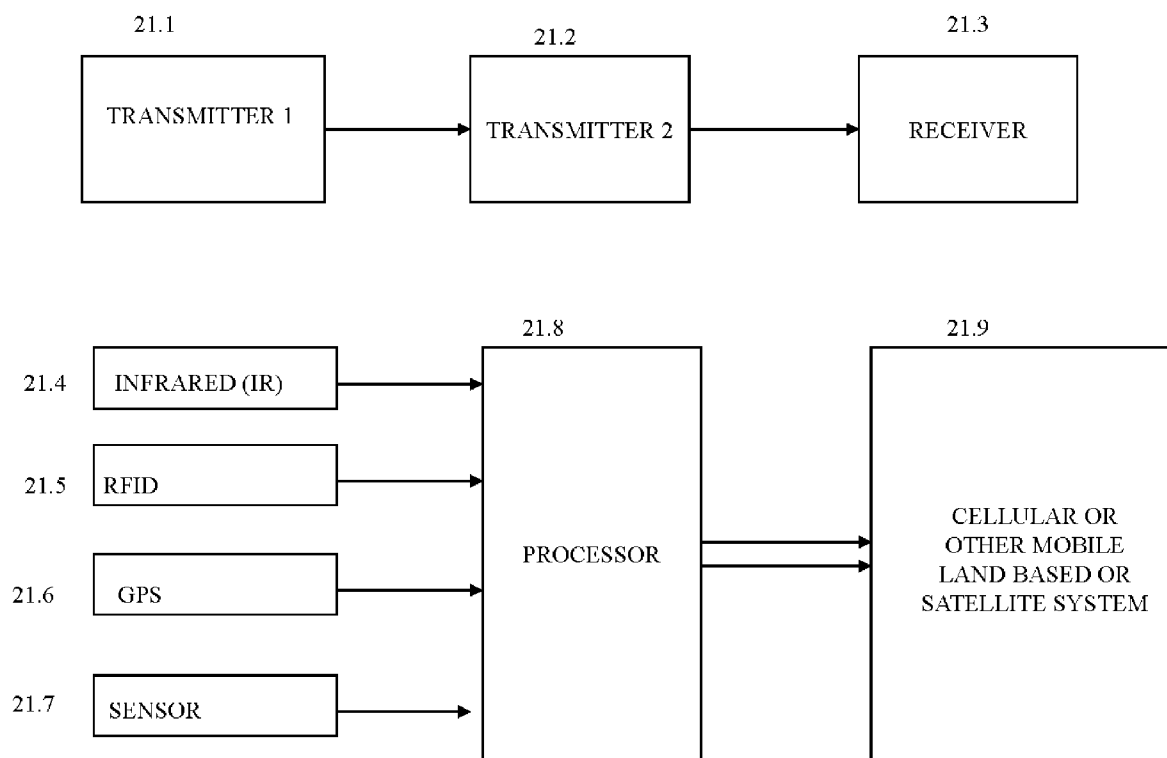 21.1
21.2
21.3
TRANSMITTER 1
TRANSMITTER 2
RECEIVER
21.8
21.9
21.4
INFRARED (IR)
21.5
RFID
21.6
GPS
21.7
SENSOR
PROCESSOR
CELLULAR OR
OTHER MOBILE
LAND BASED OR
SATELLITE SYSTEM